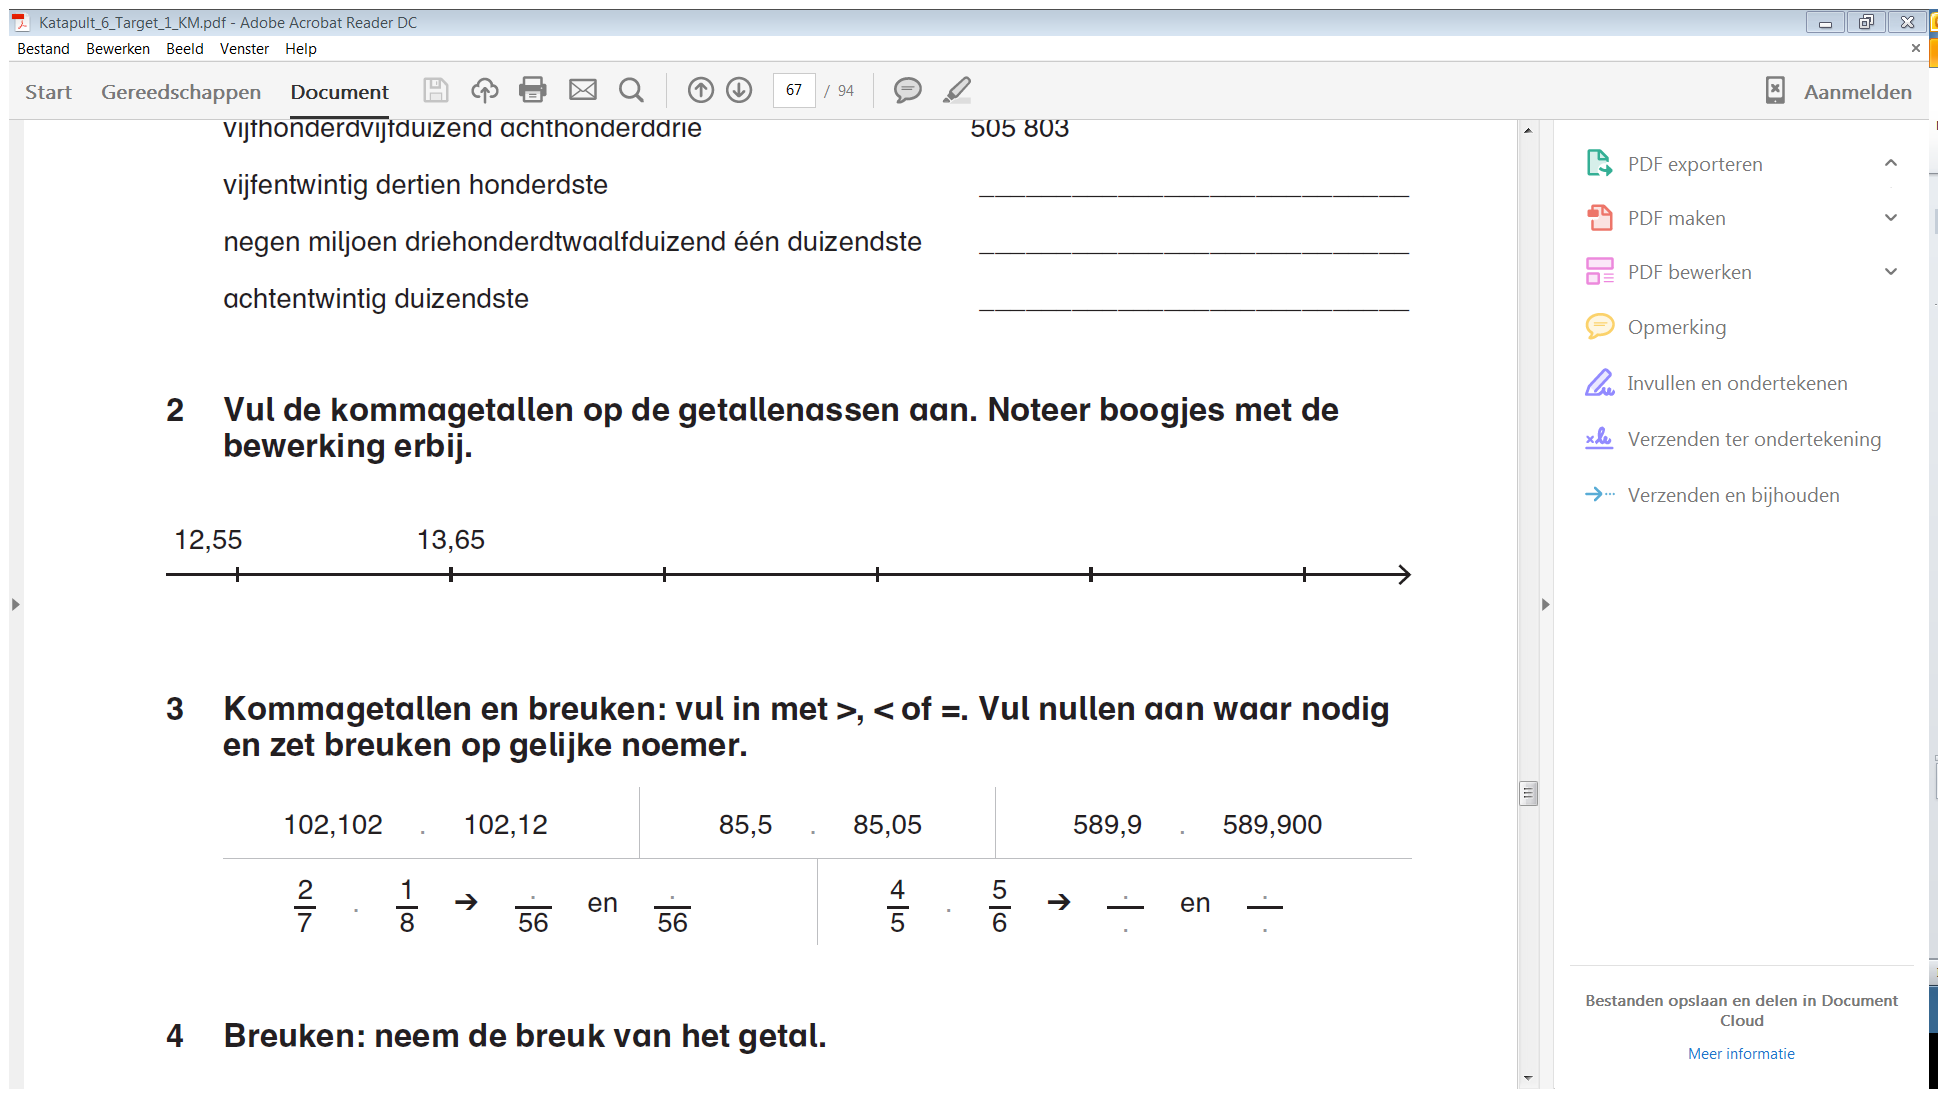 Katapult_6_Target_1_KM.pdf - Adobe Acrobat Reader DC
Bestand Bewerken Beeld Venster Help
Start Gereedschappen Document 67 / 94 Aanmelden
vijfhonderdvijfduizend achthonderddrie 505 803
vijfentwintig dertien honderdste
negen miljoen driehonderdtwaalfduizend één duizendste
achtentwintig duizendste
2 Vul de kommagetallen op de getallenassen aan. Noteer boogjes met de
bewerking erbij.
12,55 13,65
3 Kommagetallen en breuken: vul in met >, < of =. Vul nullen aan waar nodig
en zet breuken op gelijke noemer.
102,102 . 102,12 85,5 . 85,05 589,9 . 589,900
2/7 . 1/8 ➔ ./56 en ./56 4/5 . 5/6 ➔ ./. en ./.
4 Breuken: neem de breuk van het getal.
PDF exporteren
PDF maken
PDF bewerken
Opmerking
Invullen en ondertekenen
Verzenden ter ondertekening
Verzenden en bijhouden
Bestanden opslaan en delen in Document
Cloud
Meer informatie